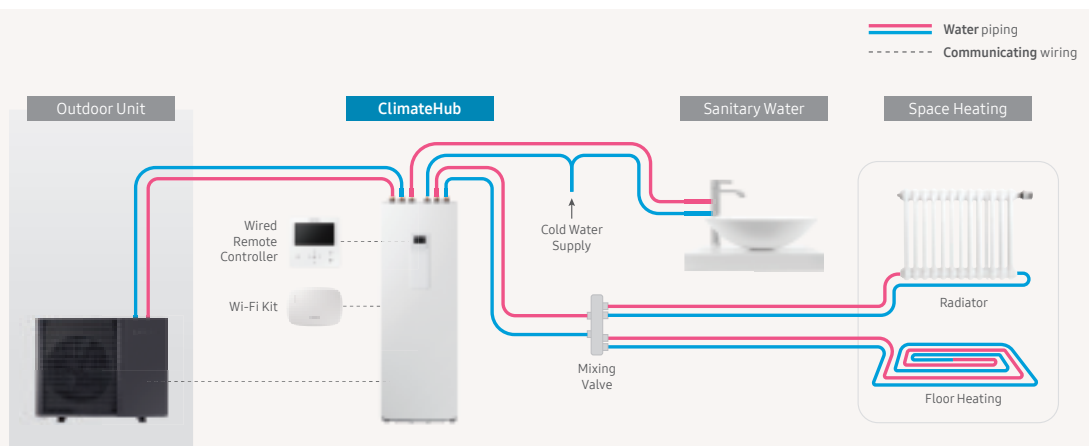 Water piping
Communicating wiring
Outdoor Unit
ClimateHub
Sanitary Water
Space Heating
Wired
Remote
Controller
Cold Water
Supply
Wi-Fi Kit
Radiator
Mixing
Valve
Floor Heating